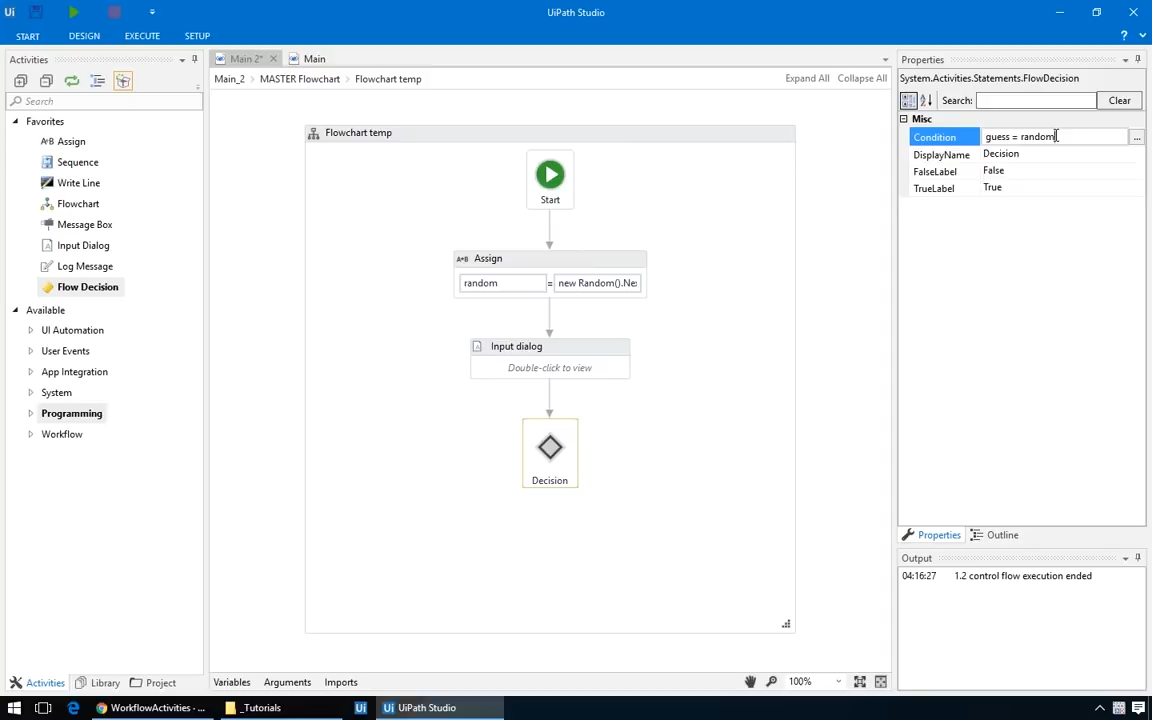 Ui
UiPath Studio
START DESIGN EXECUTE SETUP
?
Activities
Search
Favorites
A+B Assign
Sequence
Write Line
Flowchart
Message Box
Input Dialog
Log Message
Flow Decision
Available
UI Automation
User Events
App Integration
System
Programming
Workflow
Activities Library Project
Main 2* Main
Main_2 MASTER Flowchart Flowchart temp Expand All Collapse All
Flowchart temp
Start
A+B Assign
random = new Random().Ne
Input dialog
Double-click to view
Decision
Variables Arguments Imports 100%
Properties
System.Activities.Statements.FlowDecision
Search: Clear
Misc
Condition guess = random ...
DisplayName Decision
FalseLabel False
TrueLabel True
Properties Outline
Output
04:16:27 1.2 control flow execution ended
WorkflowActivities - ... _Tutorials Ui Ui UiPath Studio